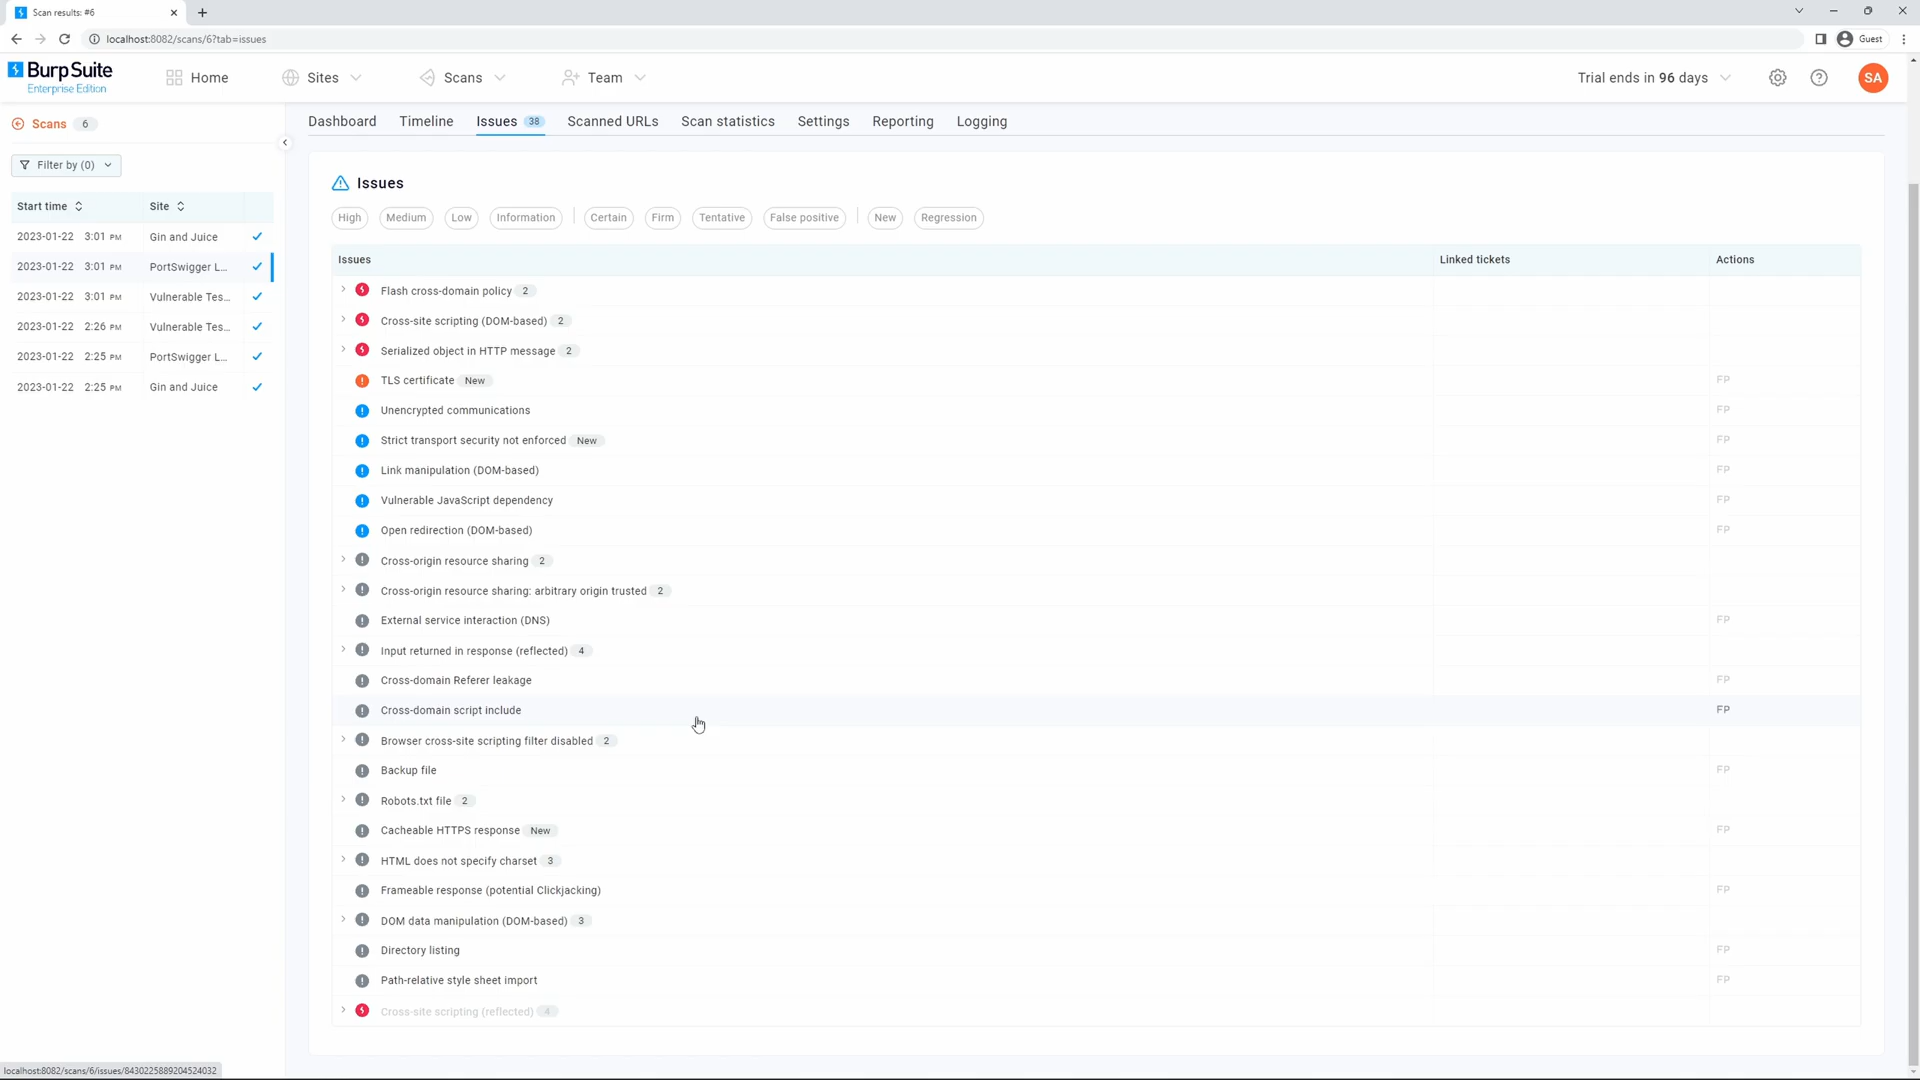 Scan results: #6
localhost:8082/scans/6?tab=issues
Guest
Burp Suite
Enterprise Edition
Home
Sites
Scans
Team
Trial ends in 96 days
SA
Scans 6
Dashboard
Timeline
Issues 38
Scanned URLs
Scan statistics
Settings
Reporting
Logging
Filter by (0)
Start time
Site
2023-01-22 3:01 PM Gin and Juice
2023-01-22 3:01 PM PortSwigger L...
2023-01-22 3:01 PM Vulnerable Tes...
2023-01-22 2:26 PM Vulnerable Tes...
2023-01-22 2:25 PM PortSwigger L...
2023-01-22 2:25 PM Gin and Juice
Issues
High
Medium
Low
Information
Certain
Firm
Tentative
False positive
New
Regression
Issues
Linked tickets
Actions
Flash cross-domain policy 2
Cross-site scripting (DOM-based) 2
Serialized object in HTTP message 2
TLS certificate New FP
Unencrypted communications FP
Strict transport security not enforced New FP
Link manipulation (DOM-based) FP
Vulnerable JavaScript dependency FP
Open redirection (DOM-based) FP
Cross-origin resource sharing 2
Cross-origin resource sharing: arbitrary origin trusted 2
External service interaction (DNS) FP
Input returned in response (reflected) 4
Cross-domain Referer leakage FP
Cross-domain script include FP
Browser cross-site scripting filter disabled 2
Backup file FP
Robots.txt file 2
Cacheable HTTPS response New FP
HTML does not specify charset 3
Frameable response (potential Clickjacking) FP
DOM data manipulation (DOM-based) 3
Directory listing FP
Path-relative style sheet import FP
Cross-site scripting (reflected) 4
localhost:8082/scans/6/issues/8430225889204524032